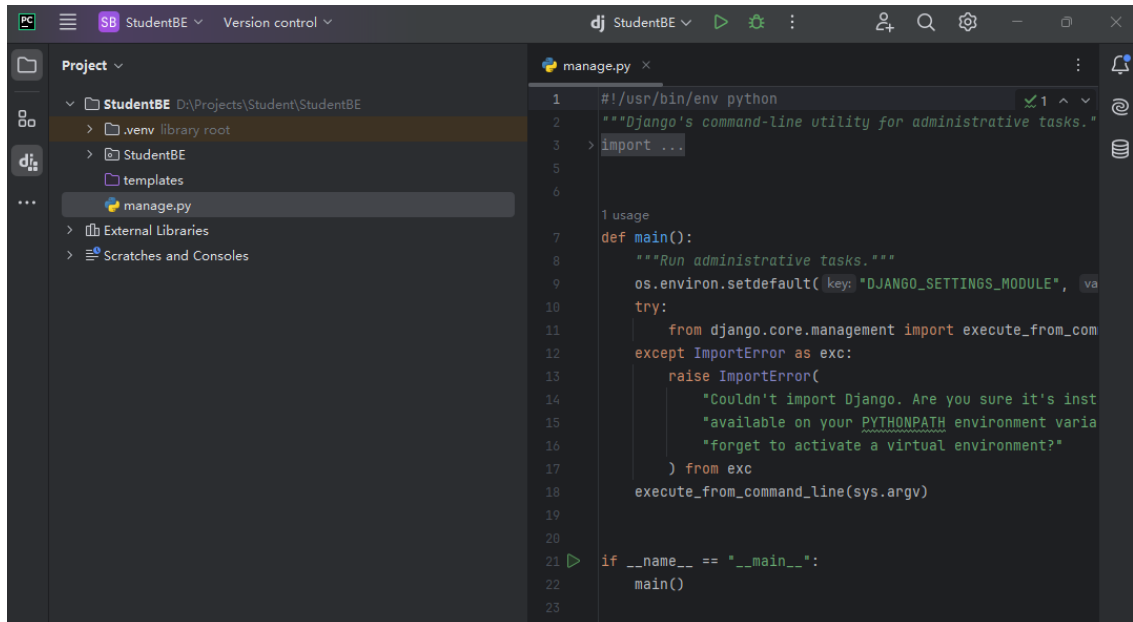 PC SB StudentBE Version control dj StudentBE
Project
manage.py
StudentBE D:\Projects\Student\StudentBE
.venv library root
StudentBE
templates
manage.py
External Libraries
Scratches and Consoles
dj
1 #!/usr/bin/env python
1
2 """Django's command-line utility for administrative tasks."
3 import ...
5
6
1 usage
7 def main():
8 """Run administrative tasks."""
9 os.environ.setdefault( key: "DJANGO_SETTINGS_MODULE", va
10 try:
11 from django.core.management import execute_from_com
12 except ImportError as exc:
13 raise ImportError(
14 "Couldn't import Django. Are you sure it's inst
15 "available on your PYTHONPATH environment varia
16 "forget to activate a virtual environment?"
17 ) from exc
18 execute_from_command_line(sys.argv)
19
20
21 if __name__ == "__main__":
22 main()
23